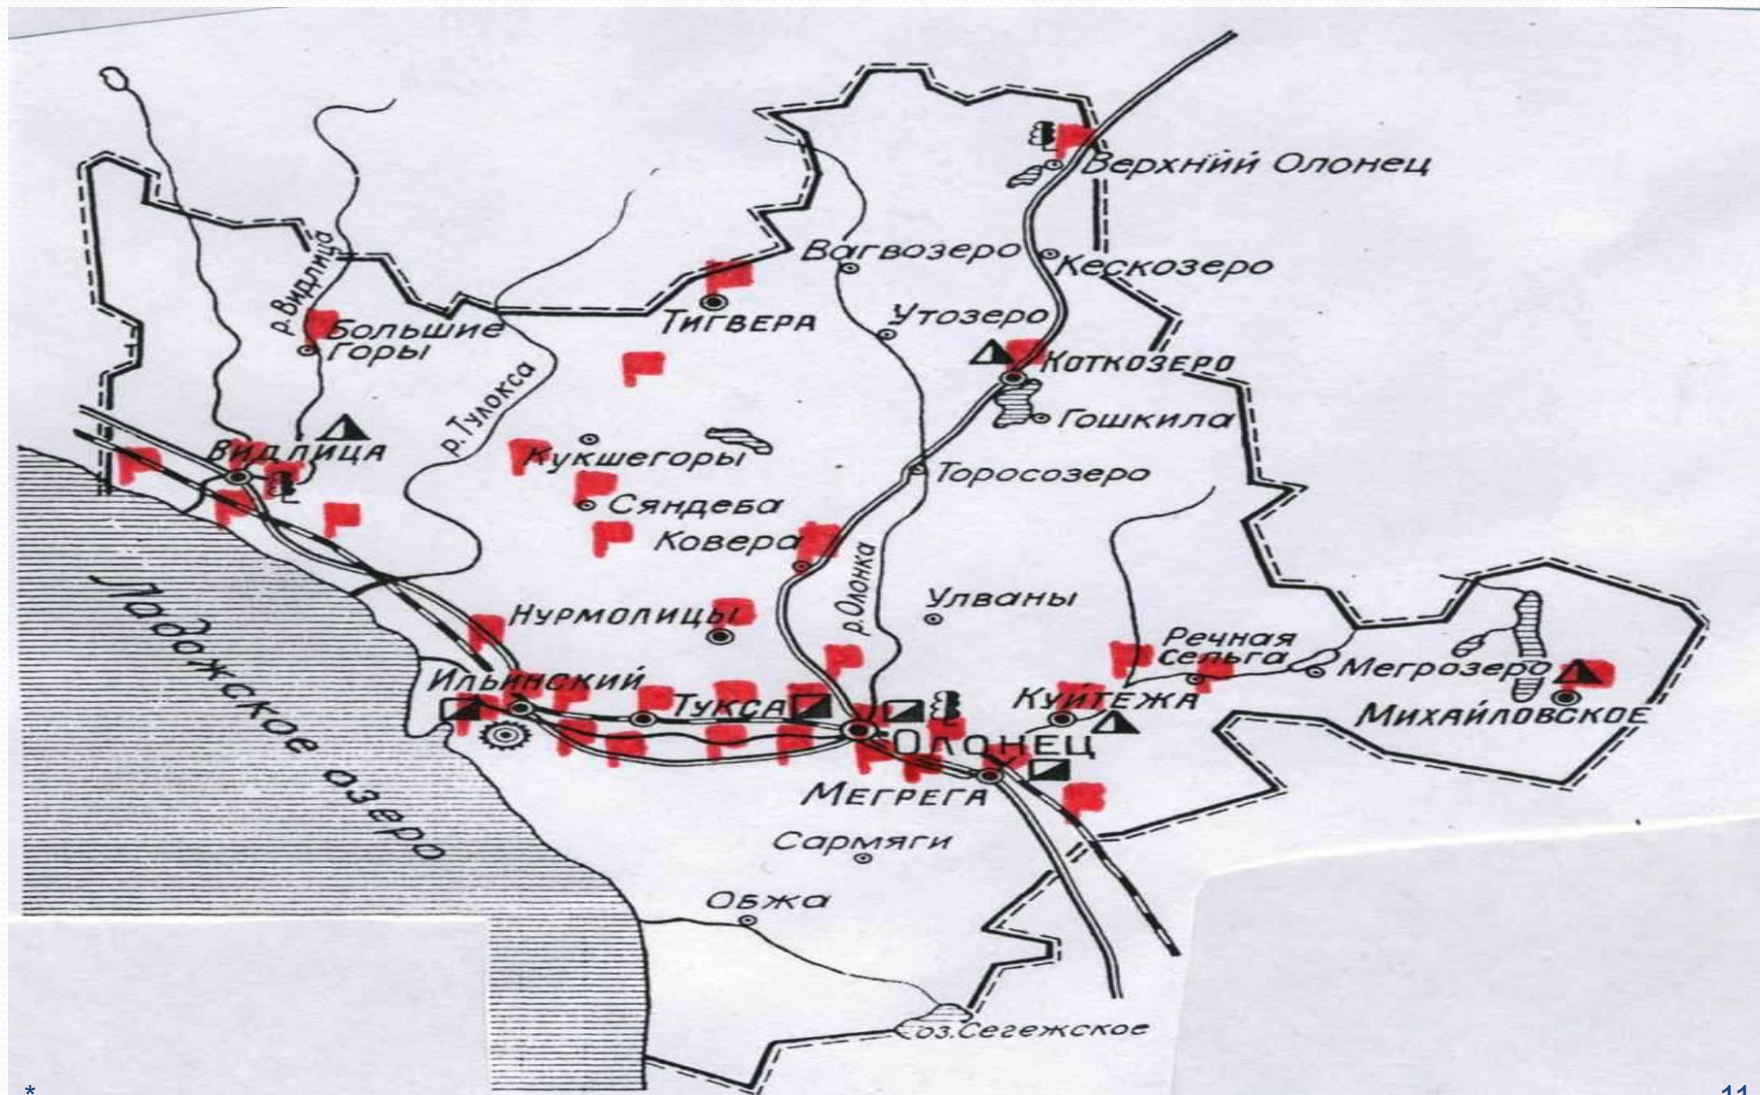 Верхний Олонец
р. Видлица
Вагвозеро
Кескозеро
Тигвера
Утозеро
Большие
горы
Коткозеро
р. Тулокса
Гошкила
Видлица
Кукшегоры
Торосозеро
Сяндеба
Ковера
р. Олонка
Ладожское озеро
Нурмолицы
Улваны
Речная
сельга
Мегрозеро
Ильинский
Тукса
Куйтежа
Михайловское
Олонец
Мегрега
Сармяги
Обжа
оз. Сегежское
*
11